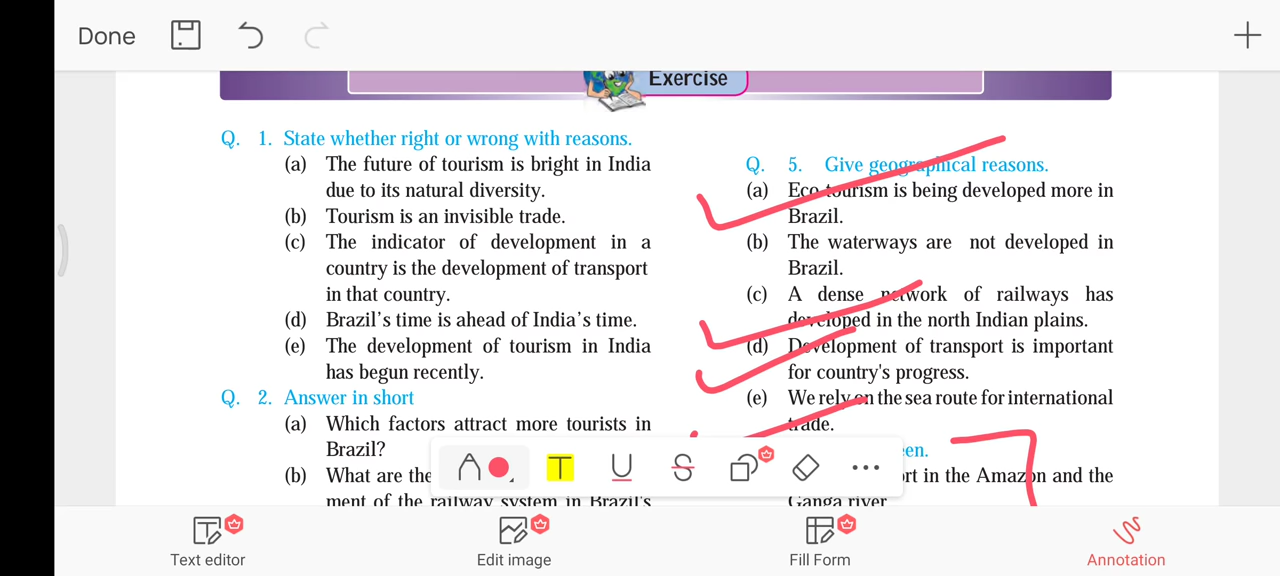 Done
Exercise
Q. 1. State whether right or wrong with reasons.
(a) The future of tourism is bright in India
due to its natural diversity.
(b) Tourism is an invisible trade.
(c) The indicator of development in a
country is the development of transport
in that country.
(d) Brazil's time is ahead of India's time.
(e) The development of tourism in India
has begun recently.
Q. 2. Answer in short
(a) Which factors attract more tourists in
Brazil?
(b) What are the
ment of the railway system in Brazil's
Q. 5. Give geographical reasons.
(a) Eco tourism is being developed more in
Brazil.
(b) The waterways are not developed in
Brazil.
(c) A dense network of railways has
developed in the north Indian plains.
(d) Development of transport is important
for country's progress.
(e) We rely on the sea route for international
trade.
een.
rt in the Amazon and the
Ganga river
T U S
Text editor
Edit image
Fill Form
Annotation